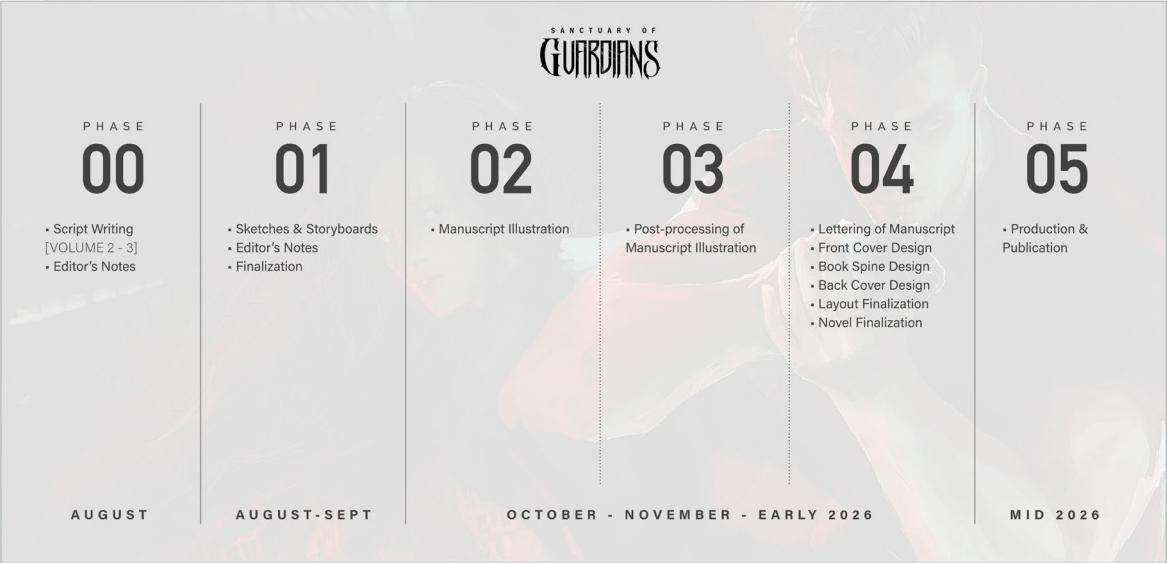 SANCTUARY OF
GUARDIANS
PHASE
00
• Script Writing
[VOLUME 2 - 3]
• Editor's Notes
AUGUST
PHASE
01
• Sketches & Storyboards
• Editor's Notes
• Finalization
AUGUST-SEPT
PHASE
02
• Manuscript Illustration
PHASE
03
• Post-processing of
Manuscript Illustration
PHASE
04
• Lettering of Manuscript
• Front Cover Design
• Book Spine Design
• Back Cover Design
• Layout Finalization
• Novel Finalization
OCTOBER - NOVEMBER - EARLY 2026
PHASE
05
• Production &
Publication
MID 2026